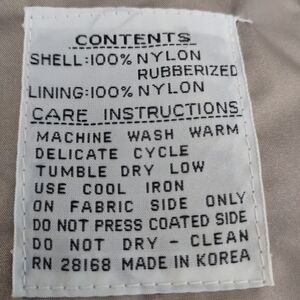 CONTENTS
SHELL:100% NYLON
RUBBERIZED
LINING:100% NYLON
CARE INSTRUCTIONS
MACHINE WASH WARM
DELICATE CYCLE
TUMBLE DRY LOW
USE COOL IRON
ON FABRIC SIDE ONLY
DO NOT PRESS COATED SIDE
DO NOT DRY - CLEAN
RN 28168 MADE IN KOREA